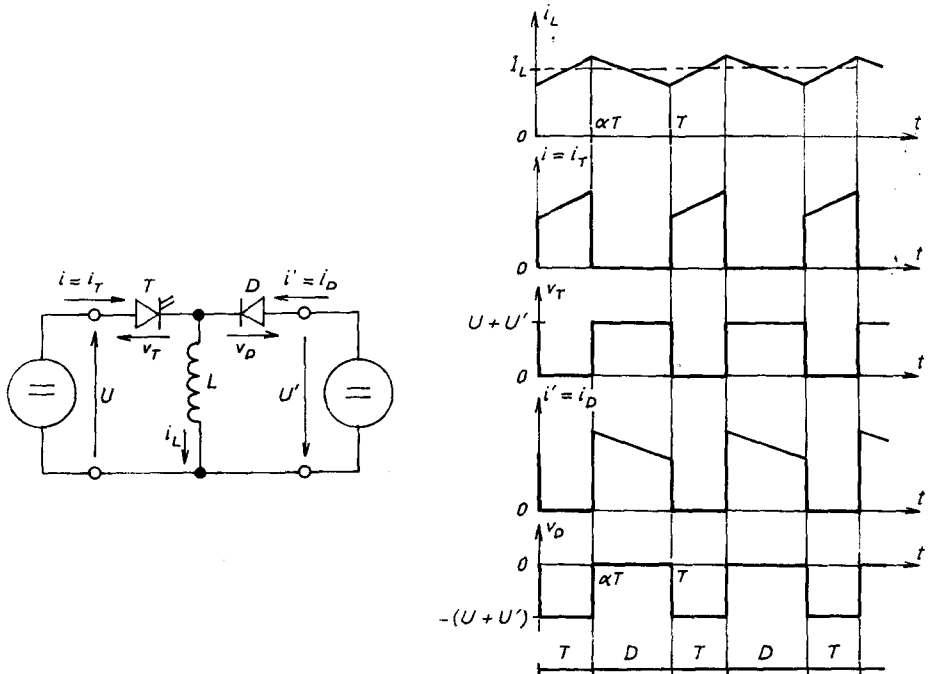 i = i_T
T
D
i' = i_D
v_T
v_D
U
L
U'
i_L
i_L
I_L
0
αT
T
t
i = i_T
0
t
v_T
U + U'
0
t
i' = i_D
0
t
v_D
0
αT
T
t
-(U + U')
T
D
T
D
T